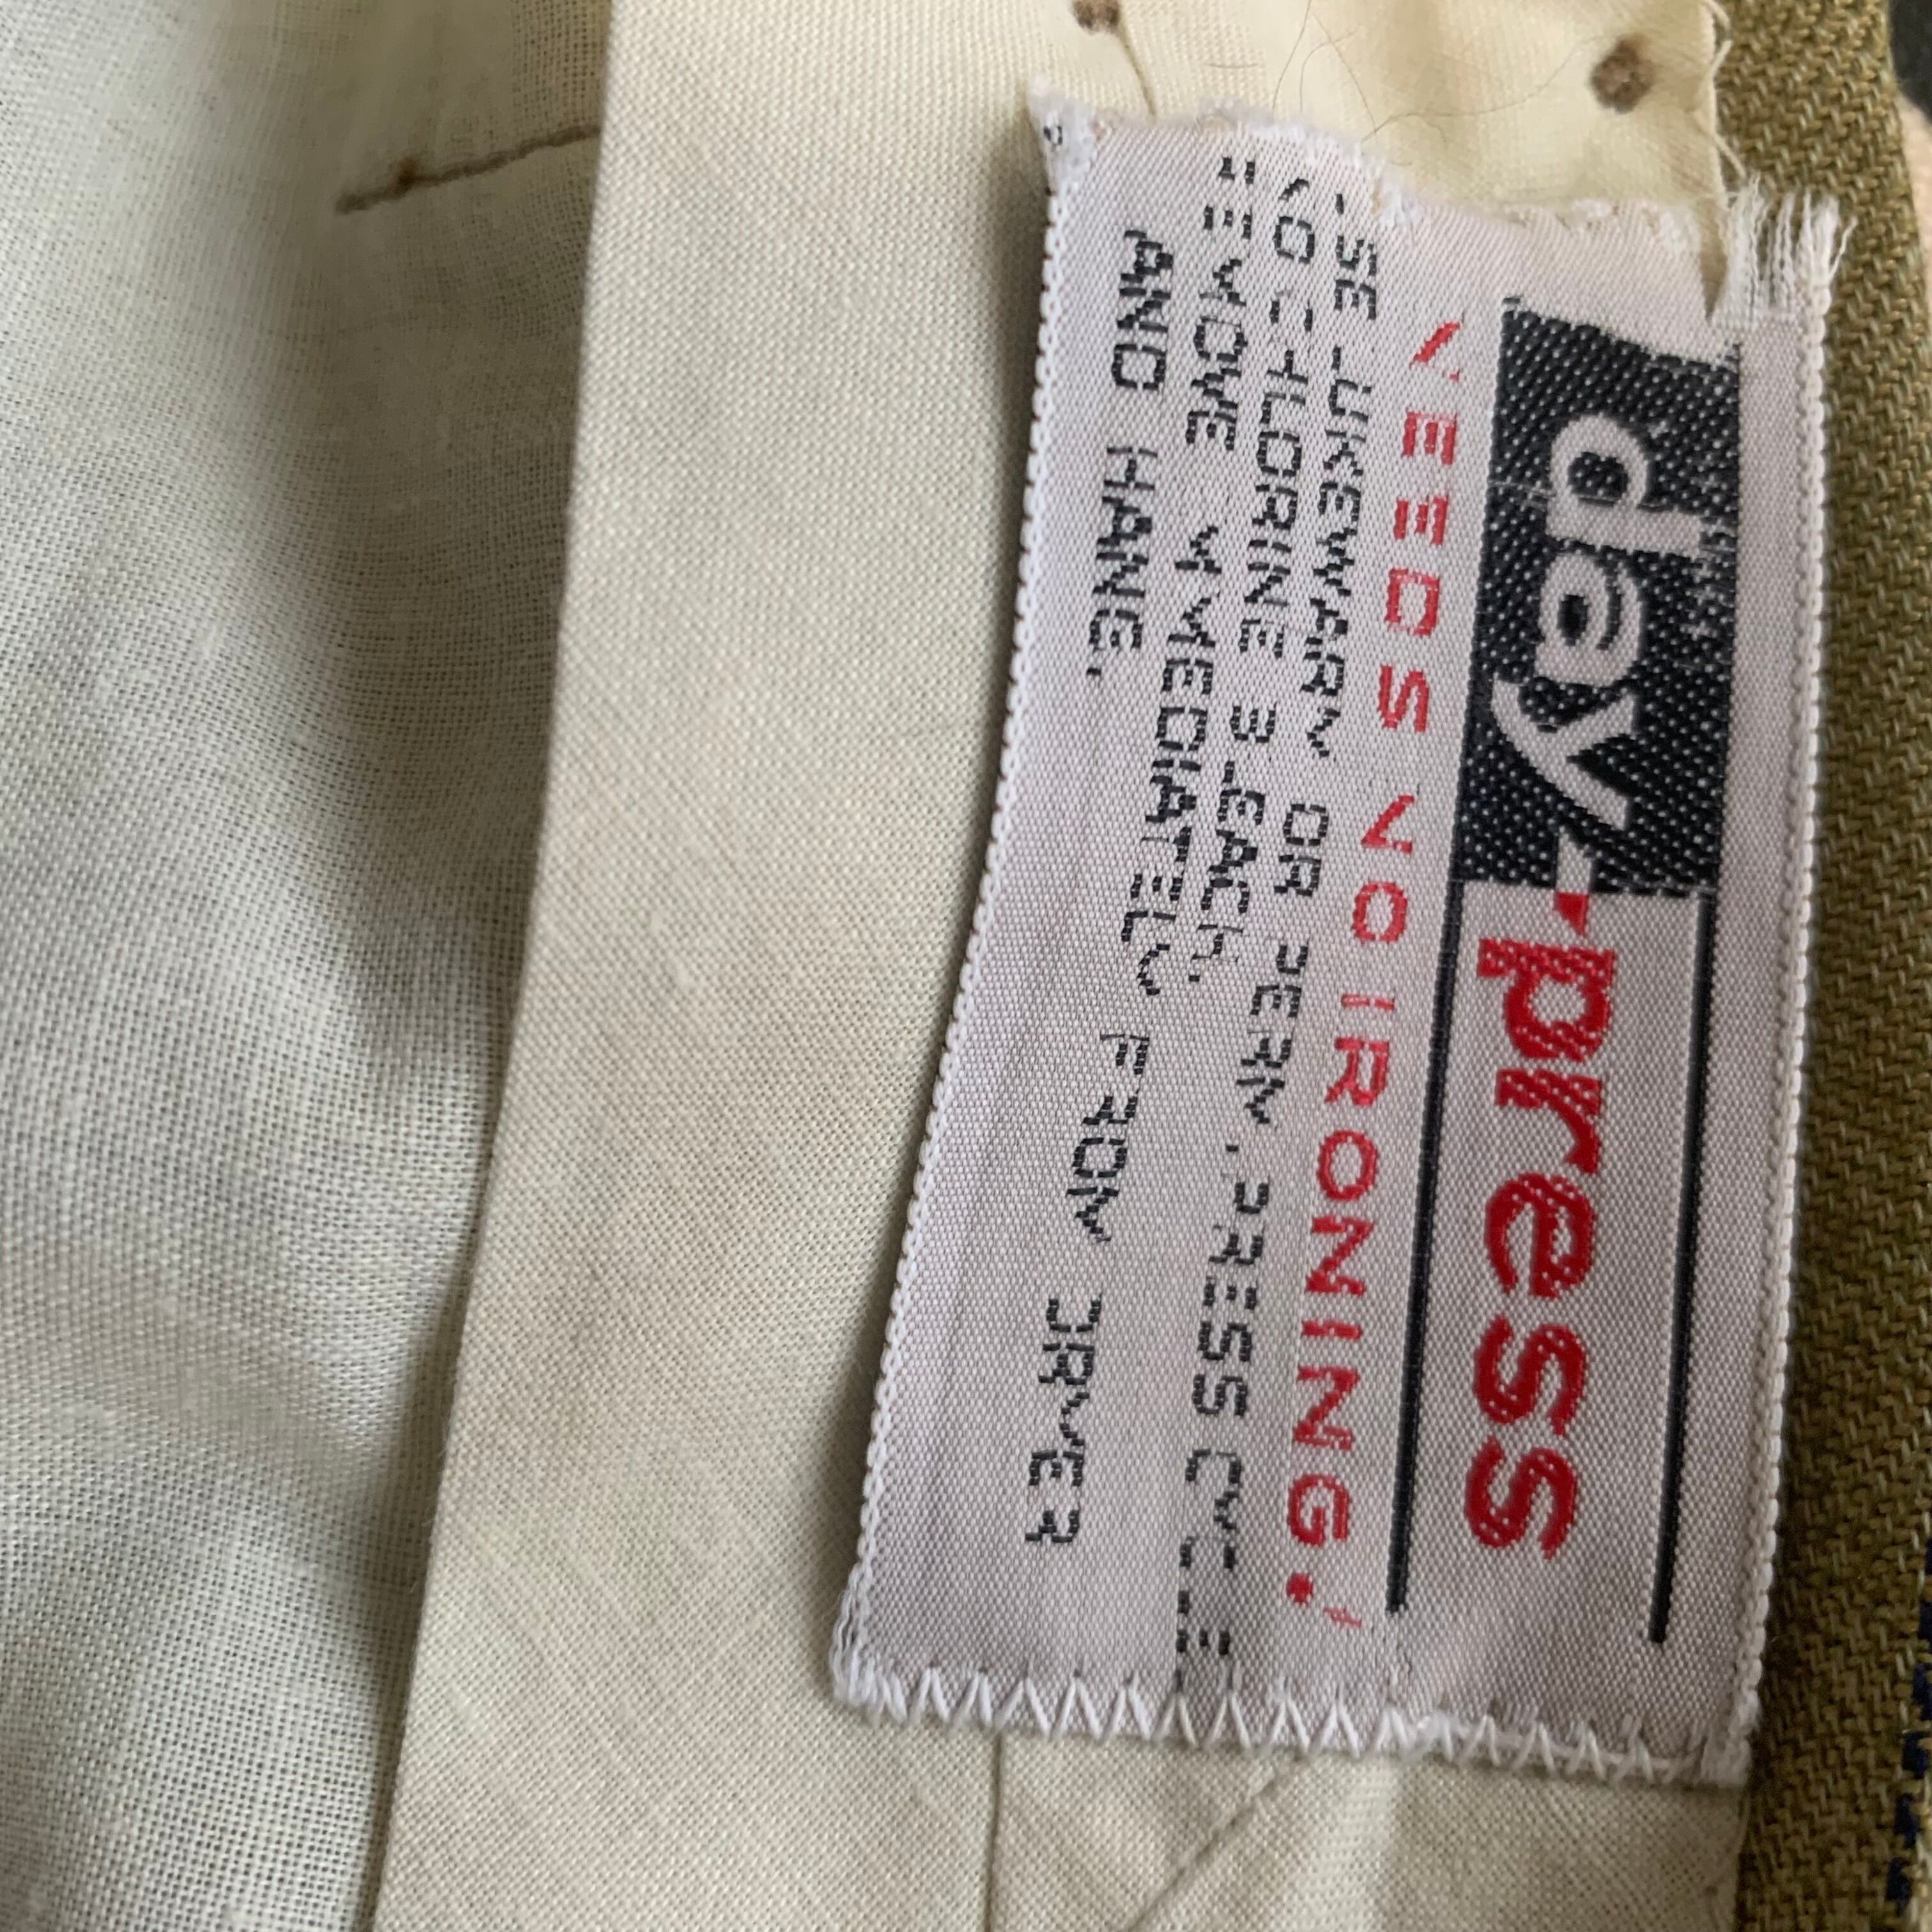 day-press
NEEDS NO IRONING!
USE LUKEWARM OR PERM. PRESS CYCLE
NO CHLORINE BLEACH.
REMOVE IMMEDIATELY FROM DRYER
AND HANG.